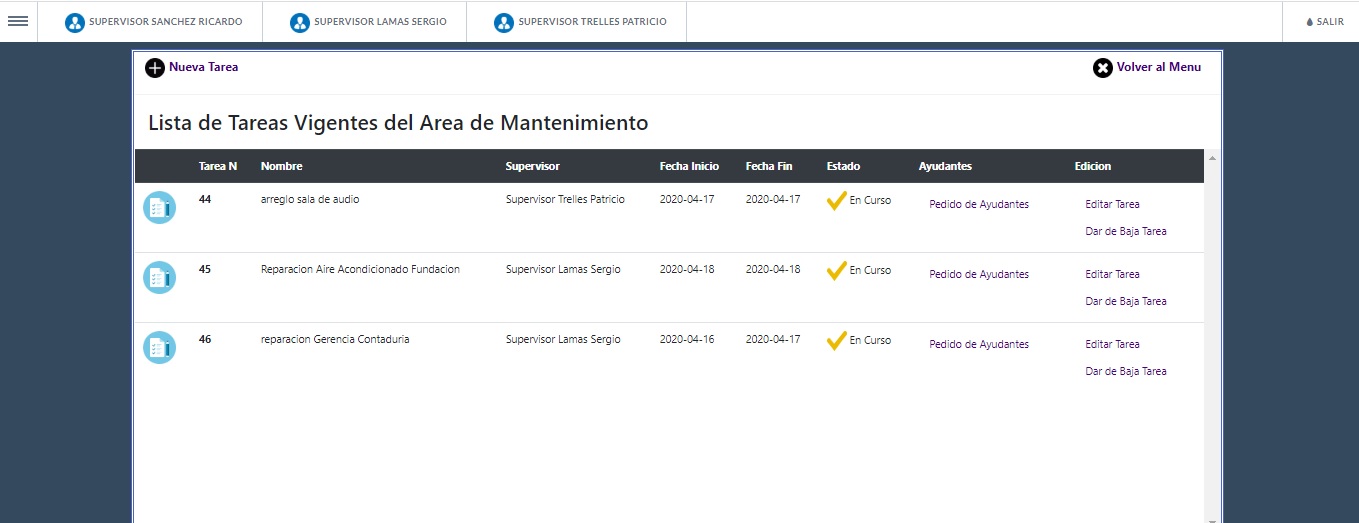 SUPERVISOR SANCHEZ RICARDO SUPERVISOR LAMAS SERGIO SUPERVISOR TRELLES PATRICIO SALIR
Nueva Tarea Volver al Menu
Lista de Tareas Vigentes del Area de Mantenimiento
Tarea N Nombre Supervisor Fecha Inicio Fecha Fin Estado Ayudantes Edicion
44 arreglo sala de audio Supervisor Trelles Patricio 2020-04-17 2020-04-17 En Curso Pedido de Ayudantes Editar Tarea
Dar de Baja Tarea
45 Reparacion Aire Acondicionado Fundacion Supervisor Lamas Sergio 2020-04-18 2020-04-18 En Curso Pedido de Ayudantes Editar Tarea
Dar de Baja Tarea
46 reparacion Gerencia Contaduria Supervisor Lamas Sergio 2020-04-16 2020-04-17 En Curso Pedido de Ayudantes Editar Tarea
Dar de Baja Tarea